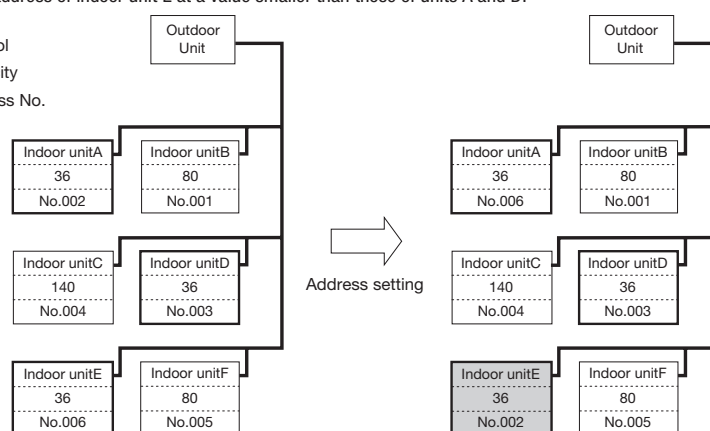 address of indoor unit E at a value smaller than those of units A and D.
ol
ity
ss No.
Outdoor
Unit
Indoor unitA
36
No.002
Indoor unitB
80
No.001
Indoor unitC
140
No.004
Indoor unitD
36
No.003
Indoor unitE
36
No.006
Indoor unitF
80
No.005
Address setting
Outdoor
Unit
Indoor unitA
36
No.006
Indoor unitB
80
No.001
Indoor unitC
140
No.004
Indoor unitD
36
No.003
Indoor unitE
36
No.002
Indoor unitF
80
No.005